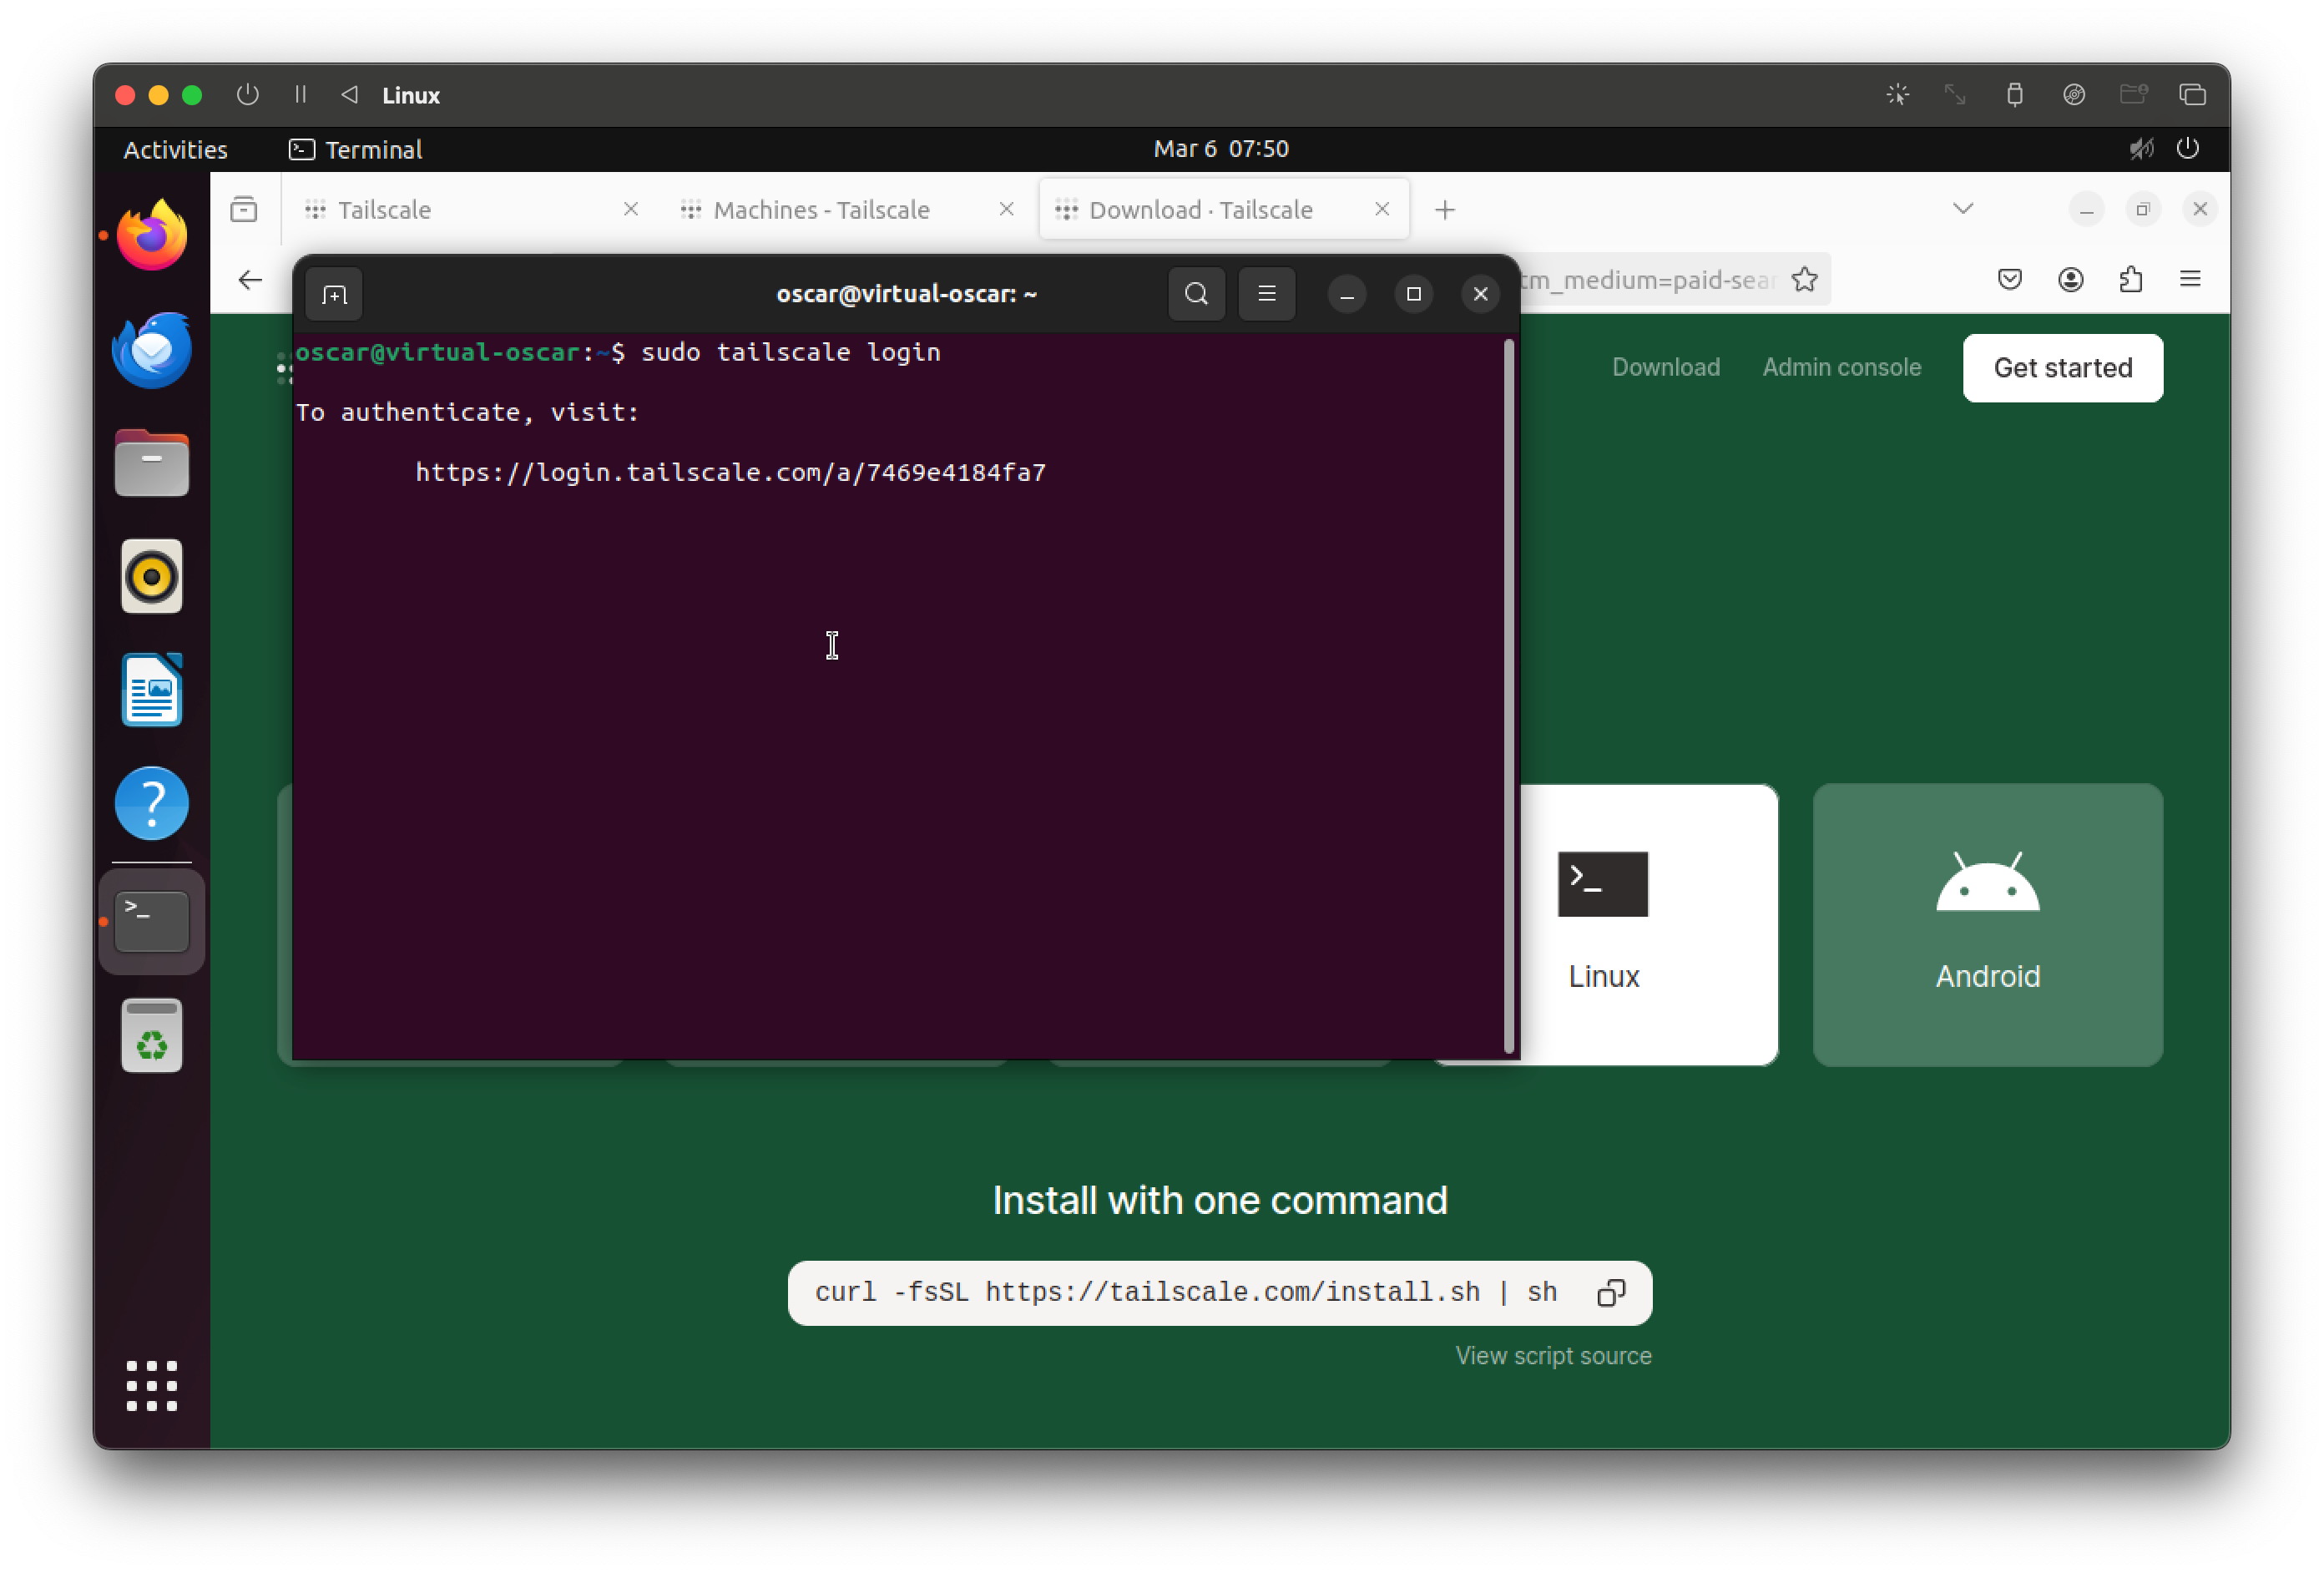 Linux
Activities
Terminal
Mar 6 07:50
Tailscale
Machines - Tailscale
Download · Tailscale
oscar@virtual-oscar: ~
tm_medium=paid-sear
oscar@virtual-oscar:~$ sudo tailscale login
Download
Admin console
Get started
To authenticate, visit:
https://login.tailscale.com/a/7469e4184fa7
Linux
Android
Install with one command
curl -fsSL https://tailscale.com/install.sh | sh
View script source